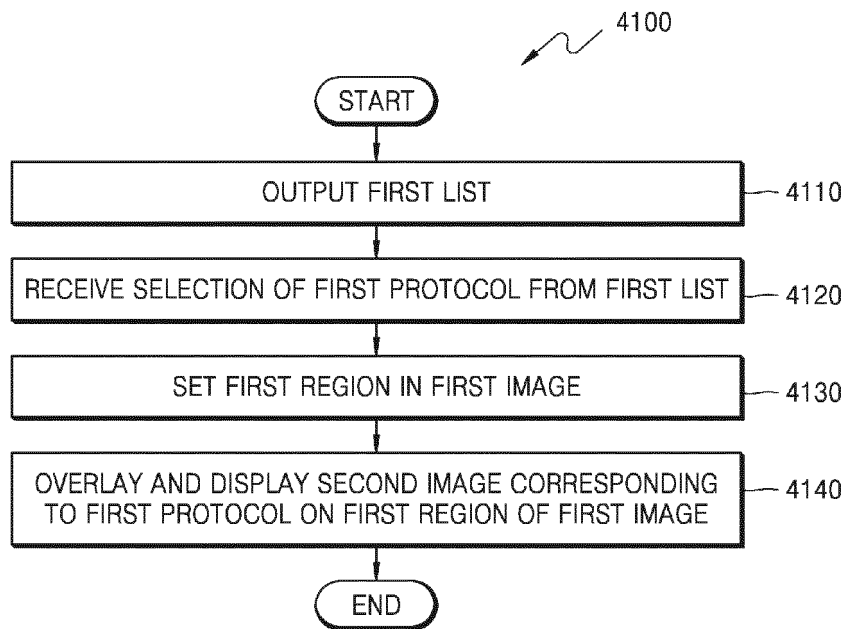 4100
START
OUTPUT FIRST LIST
4110
RECEIVE SELECTION OF FIRST PROTOCOL FROM FIRST LIST
4120
SET FIRST REGION IN FIRST IMAGE
4130
OVERLAY AND DISPLAY SECOND IMAGE CORRESPONDING
TO FIRST PROTOCOL ON FIRST REGION OF FIRST IMAGE
4140
END